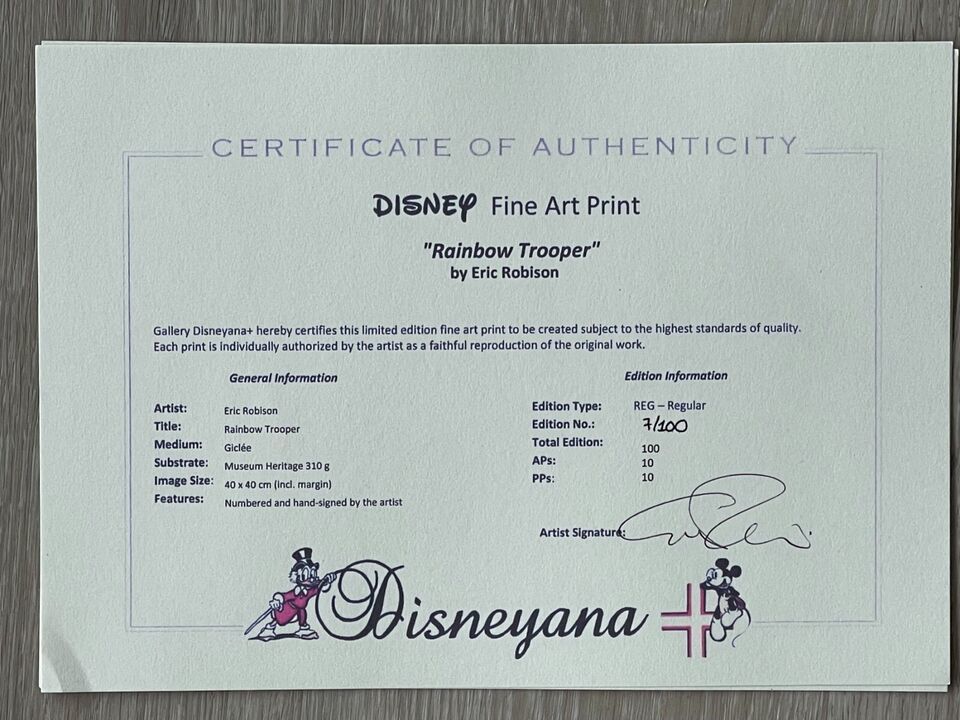 CERTIFICATE OF AUTHENTICITY
DISNEY Fine Art Print
"Rainbow Trooper"
by Eric Robison
Gallery Disneyana+ hereby certifies this limited edition fine art print to be created subject to the highest standards of quality.
Each print is individually authorized by the artist as a faithful reproduction of the original work.
General Information
Artist: Eric Robison
Title: Rainbow Trooper
Medium: Giclée
Substrate: Museum Heritage 310 g
Image Size: 40 x 40 cm (incl. margin)
Features: Numbered and hand-signed by the artist
Edition Information
Edition Type: REG – Regular
Edition No.: 7/100
Total Edition: 100
APs: 10
PPs: 10
Artist Signature:
Disneyana